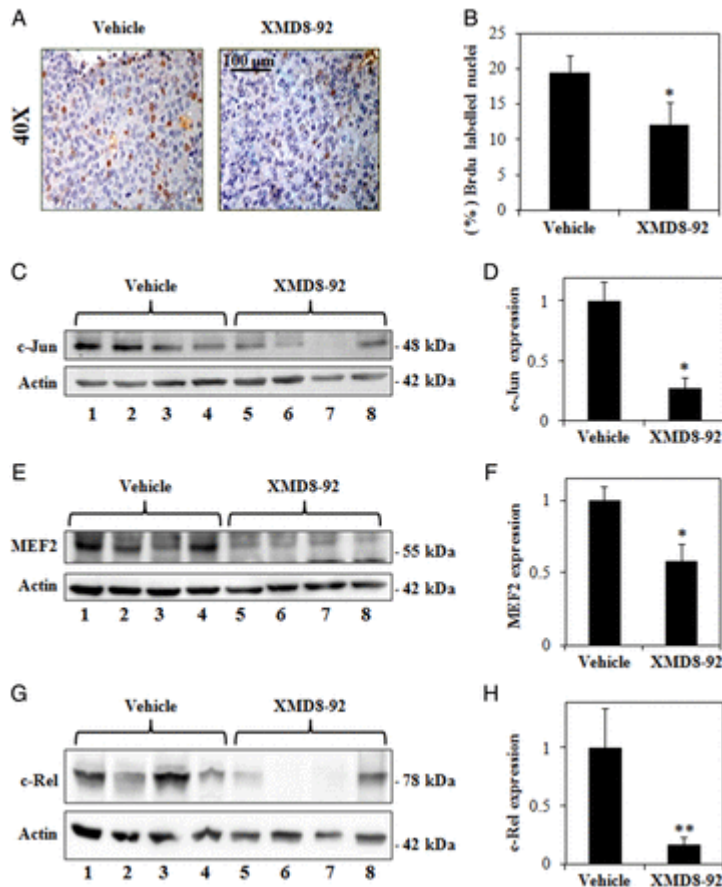 A
Vehicle
XMD8-92
40X
100 μm
B
(%) Brdu labelled nuclei
25
20
15
10
5
0
*
Vehicle
XMD8-92
C
Vehicle
XMD8-92
c-Jun
- 48 kDa
Actin
- 42 kDa
1 2 3 4 5 6 7 8
D
c-Jun expression
1
0.5
0
*
Vehicle
XMD8-92
E
Vehicle
XMD8-92
MEF2
- 55 kDa
Actin
- 42 kDa
1 2 3 4 5 6 7 8
F
MEF2 expression
1
0.5
0
*
Vehicle
XMD8-92
G
Vehicle
XMD8-92
c-Rel
- 78 kDa
Actin
- 42 kDa
1 2 3 4 5 6 7 8
H
c-Rel expression
1
0.5
0
**
Vehicle
XMD8-92